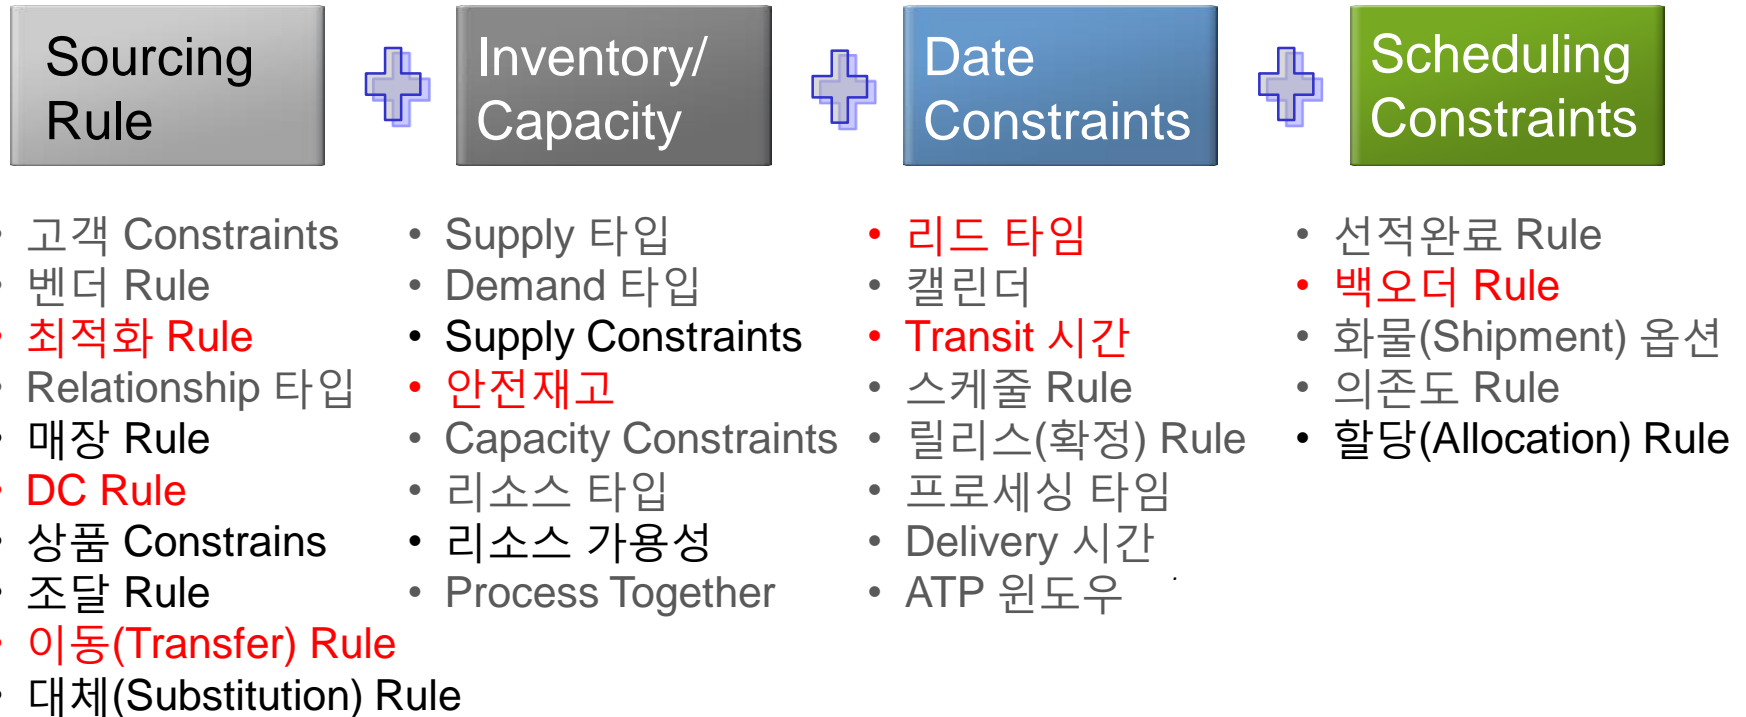 Sourcing
Rule
Inventory/
Capacity
Date
Constraints
Scheduling
Constraints
• 고객 Constraints
• 벤더 Rule
• 최적화 Rule
• Relationship 타입
• 매장 Rule
• DC Rule
• 상품 Constrains
• 조달 Rule
• 이동(Transfer) Rule
• 대체(Substitution) Rule
• Supply 타입
• Demand 타입
• Supply Constraints
• 안전재고
• Capacity Constraints
• 리소스 타입
• 리소스 가용성
• Process Together
• 리드 타임
• 캘린더
• Transit 시간
• 스케줄 Rule
• 릴리스(확정) Rule
• 프로세싱 타임
• Delivery 시간
• ATP 윈도우
• 선적완료 Rule
• 백오더 Rule
• 화물(Shipment) 옵션
• 의존도 Rule
• 할당(Allocation) Rule